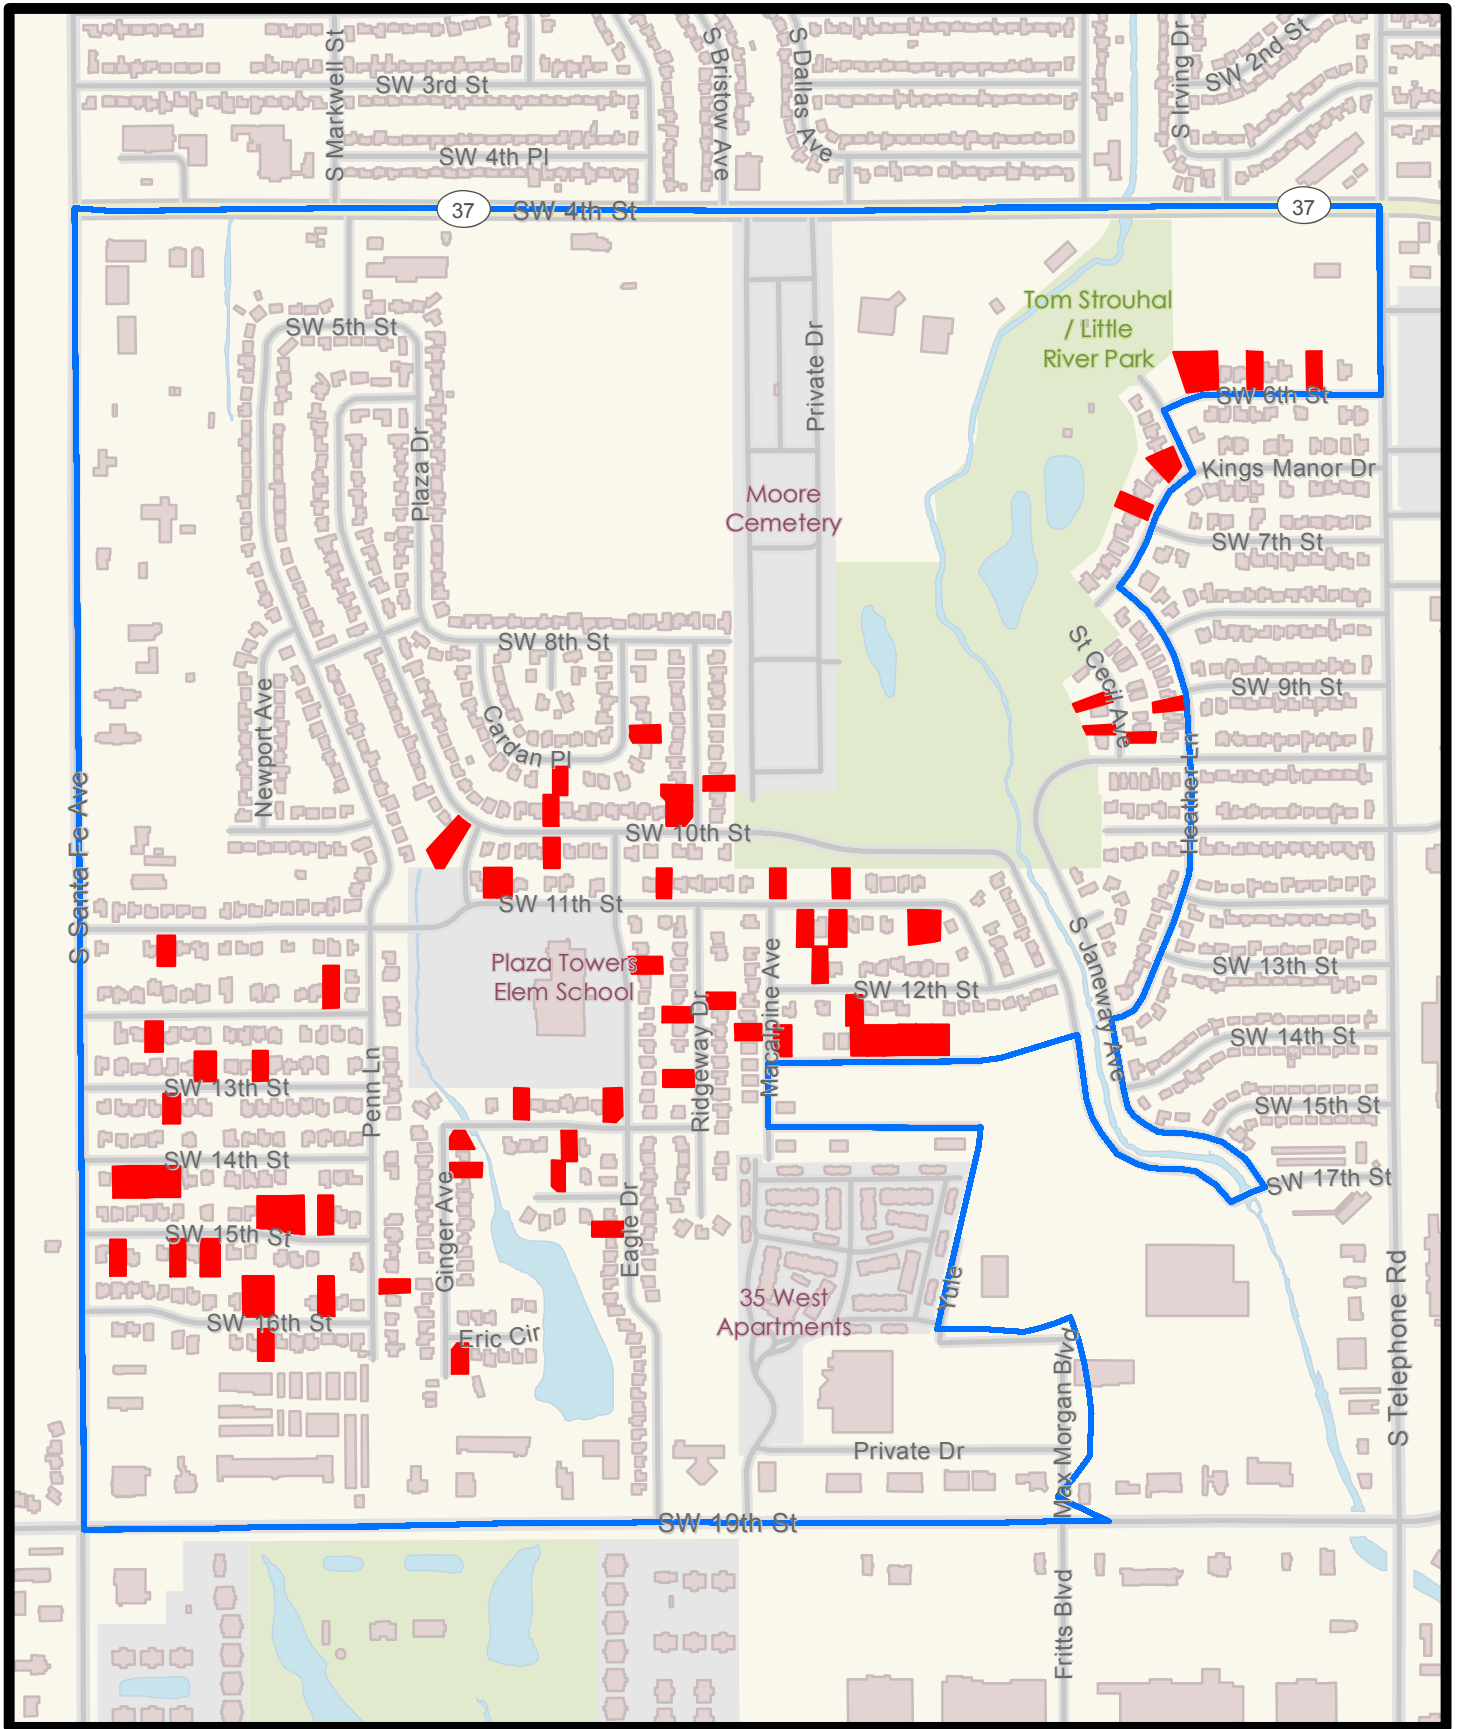 S Markwell St
S Bristow Ave
S Dallas Ave
S Irving Dr
SW 2nd St
SW 3rd St
SW 4th Pl
37
SW 4th St
37
Tom Strouhal
/ Little
River Park
SW 5th St
Private Dr
SW 6th St
Plaza Dr
Kings Manor Dr
Moore
Cemetery
SW 7th St
SW 8th St
St Cecil Ave
SW 9th St
Newport Ave
Cardan Pl
Heather Ln
S Santa Fe Ave
SW 10th St
SW 11th St
Plaza Towers
Elem School
Macalpine Ave
SW 12th St
S Janeway Ave
SW 13th St
Ridgeway Dr
SW 14th St
SW 13th St
Penn Ln
SW 15th St
SW 14th St
SW 17th St
Ginger Ave
Eagle Dr
SW 15th St
Yule
35 West
Apartments
SW 16th St
Eric Cir
S Telephone Rd
Max Morgan Blvd
Private Dr
SW 19th St
Fritts Blvd